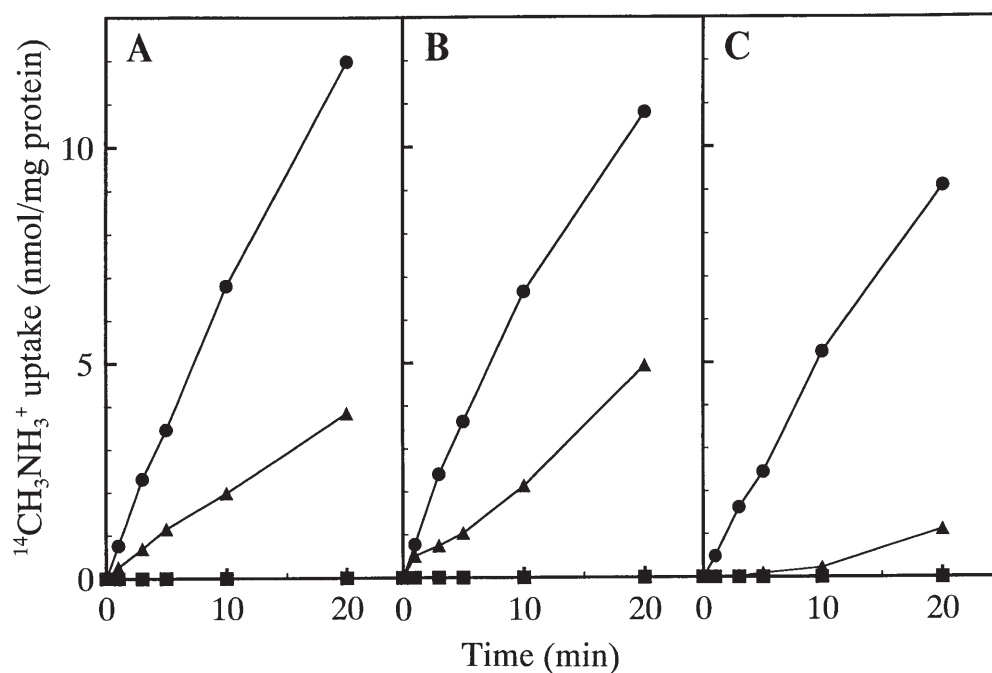 A B C
10
5
0
0 10 20 0 10 20 0 10 20
Time (min)
¹⁴CH₃NH₃⁺ uptake (nmol/mg protein)